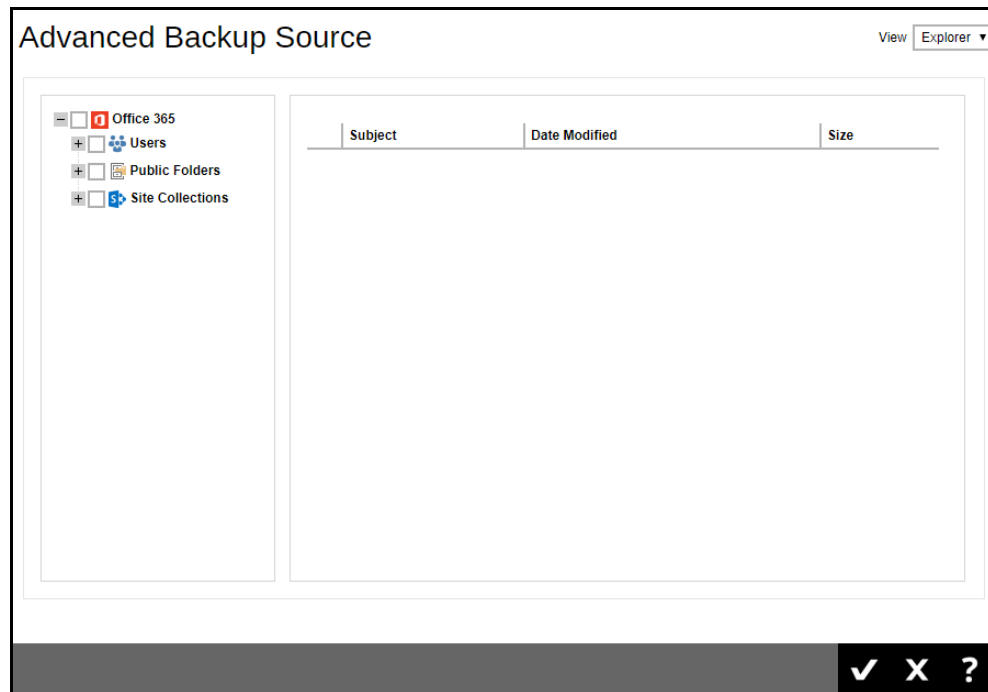 Advanced Backup Source
View Explorer
Office 365
Users
Public Folders
Site Collections
Subject Date Modified Size
?